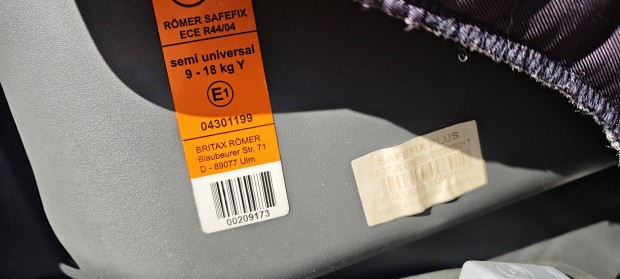 RÖMER SAFEFIX
ECE R44/04
semi universal
9 - 18 kg Y
E1
04301199
BRITAX RÖMER
Blaubeurer Str. 71
D - 89077 Ulm
00209173
SAFEFIX PLUS